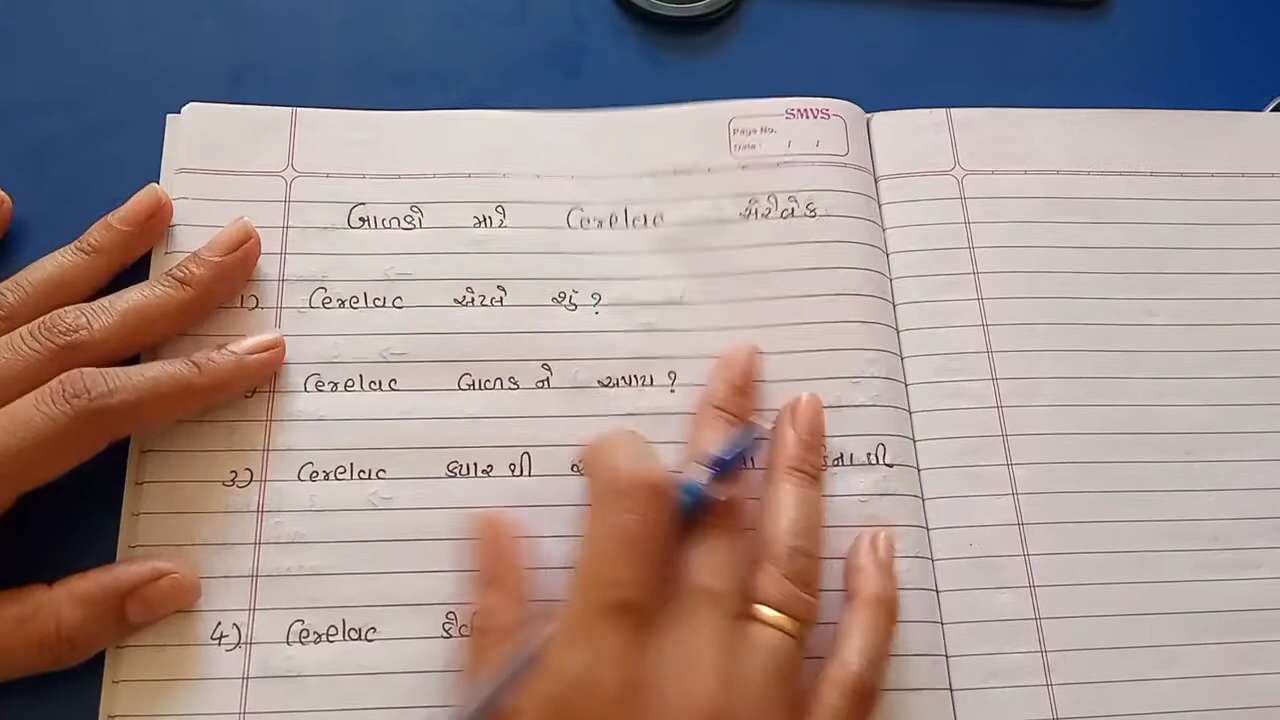 SMVS
Page No.
Date: / /
બાળકો માટે Cerelac
1). Cerelac એટલે શું?
Cerelac બાળક ને અપાય?
3) Cerelac ક્યાર થી
4). Cerelac